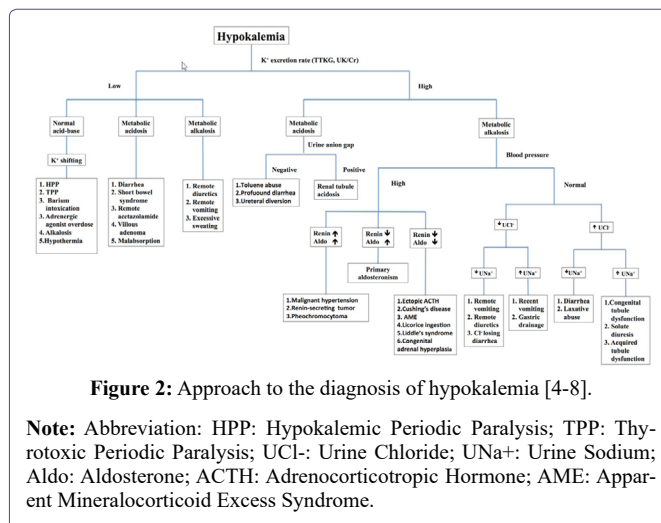 Hypokalemia
K⁺ excretion rate (TTKG, UK/Cr)
Low
High
Normal
acid-base
Metabolic
acidosis
Metabolic
alkalosis
Metabolic
acidosis
Metabolic
alkalosis
K⁺ shifting
Urine anion gap
Blood pressure
1. HPP
2. TPP
3. Barium
intoxication
3. Adrenergic
agonist overdose
4. Alkalosis
5.Hypothermia
1. Diarrhea
2. Short bowel
syndrome
3. Remote
acetazolamide
4. Villous
adenoma
5. Malabsorption
1. Remote
diuretics
2. Remote
vomiting
3. Excessive
sweating
Negative
Positive
1.Toluene abuse
2.Profuound diarrhea
3.Ureteral diversion
Renal tubule
acidosis
High
Normal
Renin ↑
Aldo ↑
Renin ↓
Aldo ↑
Renin ↓
Aldo ↓
Primary
aldosteronism
1.Malignant hypertension
2.Renin-secreting tumor
3.Pheochromocytoma
1.Ectopic ACTH
2.Cushing's disease
3. AME
4.Licorice ingestion
5.Liddle's syndrome
6.Congenital
adrenal hyperplasia
↓UCl⁻
↑ UCl⁻
↓UNa⁺
↑ UNa⁺
↓UNa⁺
↑ UNa⁺
1. Remote
vomiting
2. Remote
diuretics
3. Cl⁻losing
diarrhea
1. Recent
vomiting
2. Gastric
drainage
1. Diarrhea
2. Laxative
abuse
1.Congenital
tubule
dysfunction
2. Solute
diuresis
3. Acquired
tubule
dysfunction
Figure 2: Approach to the diagnosis of hypokalemia [4-8].
Note: Abbreviation: HPP: Hypokalemic Periodic Paralysis; TPP: Thy-
rotoxic Periodic Paralysis; UCl-: Urine Chloride; UNa+: Urine Sodium;
Aldo: Aldosterone; ACTH: Adrenocorticotropic Hormone; AME: Appar-
ent Mineralocorticoid Excess Syndrome.